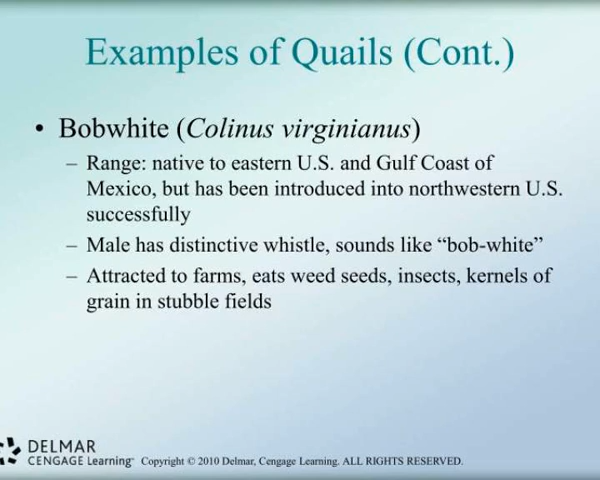 Examples of Quails (Cont.)
• Bobwhite (Colinus virginianus)
– Range: native to eastern U.S. and Gulf Coast of
Mexico, but has been introduced into northwestern U.S.
successfully
– Male has distinctive whistle, sounds like “bob-white”
– Attracted to farms, eats weed seeds, insects, kernels of
grain in stubble fields
DELMAR
CENGAGE Learning™ Copyright © 2010 Delmar, Cengage Learning. ALL RIGHTS RESERVED.